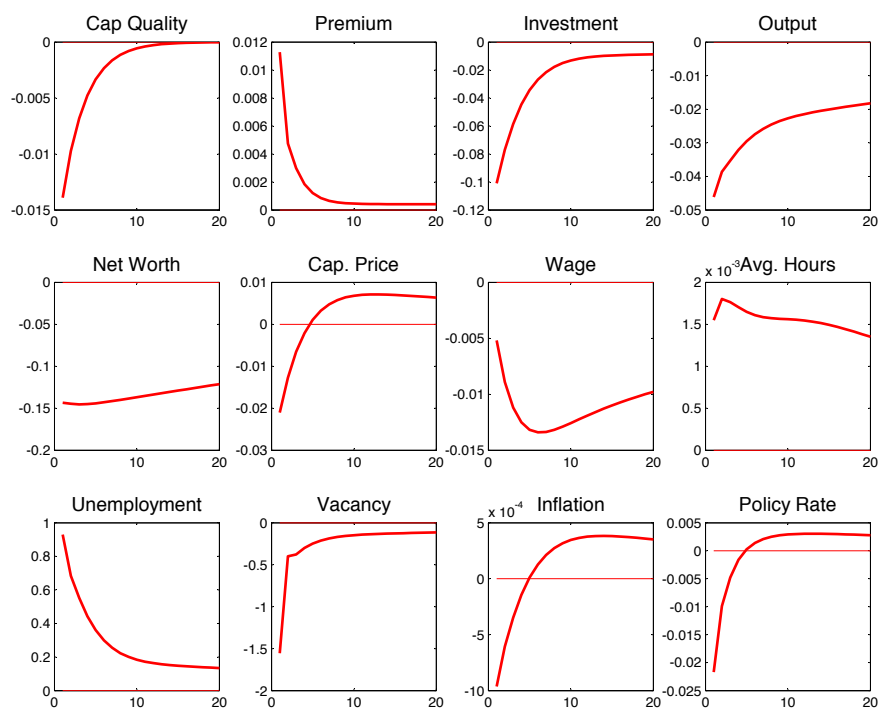 Cap Quality
0
-0.005
-0.01
-0.015
0 10 20
Premium
0.012
0.01
0.008
0.006
0.004
0.002
0
0 10 20
Investment
0
-0.02
-0.04
-0.06
-0.08
-0.1
-0.12
0 10 20
Output
0
-0.01
-0.02
-0.03
-0.04
-0.05
0 10 20
Net Worth
0
-0.05
-0.1
-0.15
-0.2
0 10 20
Cap. Price
0.01
0
-0.01
-0.02
-0.03
0 10 20
Wage
0
-0.005
-0.01
-0.015
0 10 20
x 10⁻³ Avg. Hours
2
1.5
1
0.5
0
0 10 20
Unemployment
1
0.8
0.6
0.4
0.2
0
0 10 20
Vacancy
0
-0.5
-1
-1.5
-2
0 10 20
Inflation
x 10⁻⁴
5
0
-5
-10
0 10 20
Policy Rate
0.005
0
-0.005
-0.01
-0.015
-0.02
-0.025
0 10 20